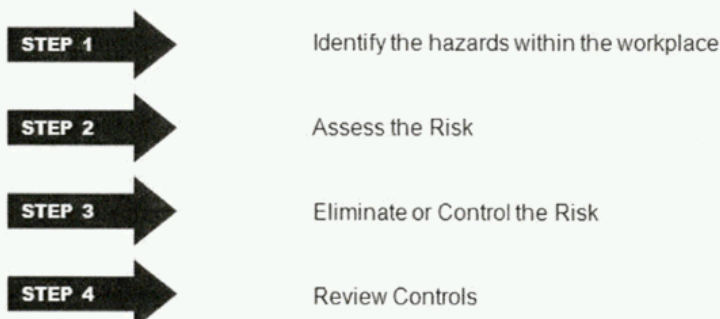 STEP 1 Identify the hazards within the workplace
STEP 2 Assess the Risk
STEP 3 Eliminate or Control the Risk
STEP 4 Review Controls